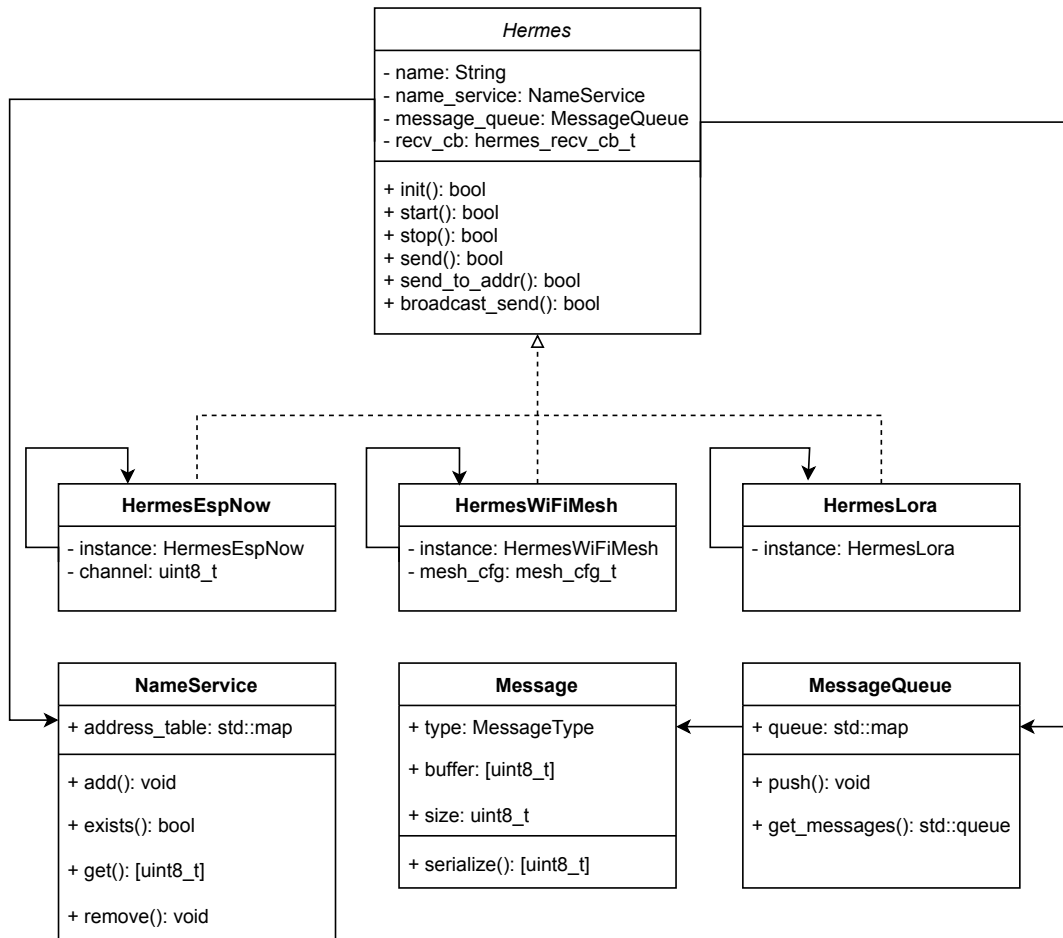 Hermes
- name: String
- name_service: NameService
- message_queue: MessageQueue
- recv_cb: hermes_recv_cb_t
+ init(): bool
+ start(): bool
+ stop(): bool
+ send(): bool
+ send_to_addr(): bool
+ broadcast_send(): bool
HermesEspNow
- instance: HermesEspNow
- channel: uint8_t
HermesWiFiMesh
- instance: HermesWiFiMesh
- mesh_cfg: mesh_cfg_t
HermesLora
- instance: HermesLora
NameService
+ address_table: std::map
+ add(): void
+ exists(): bool
+ get(): [uint8_t]
+ remove(): void
Message
+ type: MessageType
+ buffer: [uint8_t]
+ size: uint8_t
+ serialize(): [uint8_t]
MessageQueue
+ queue: std::map
+ push(): void
+ get_messages(): std::queue